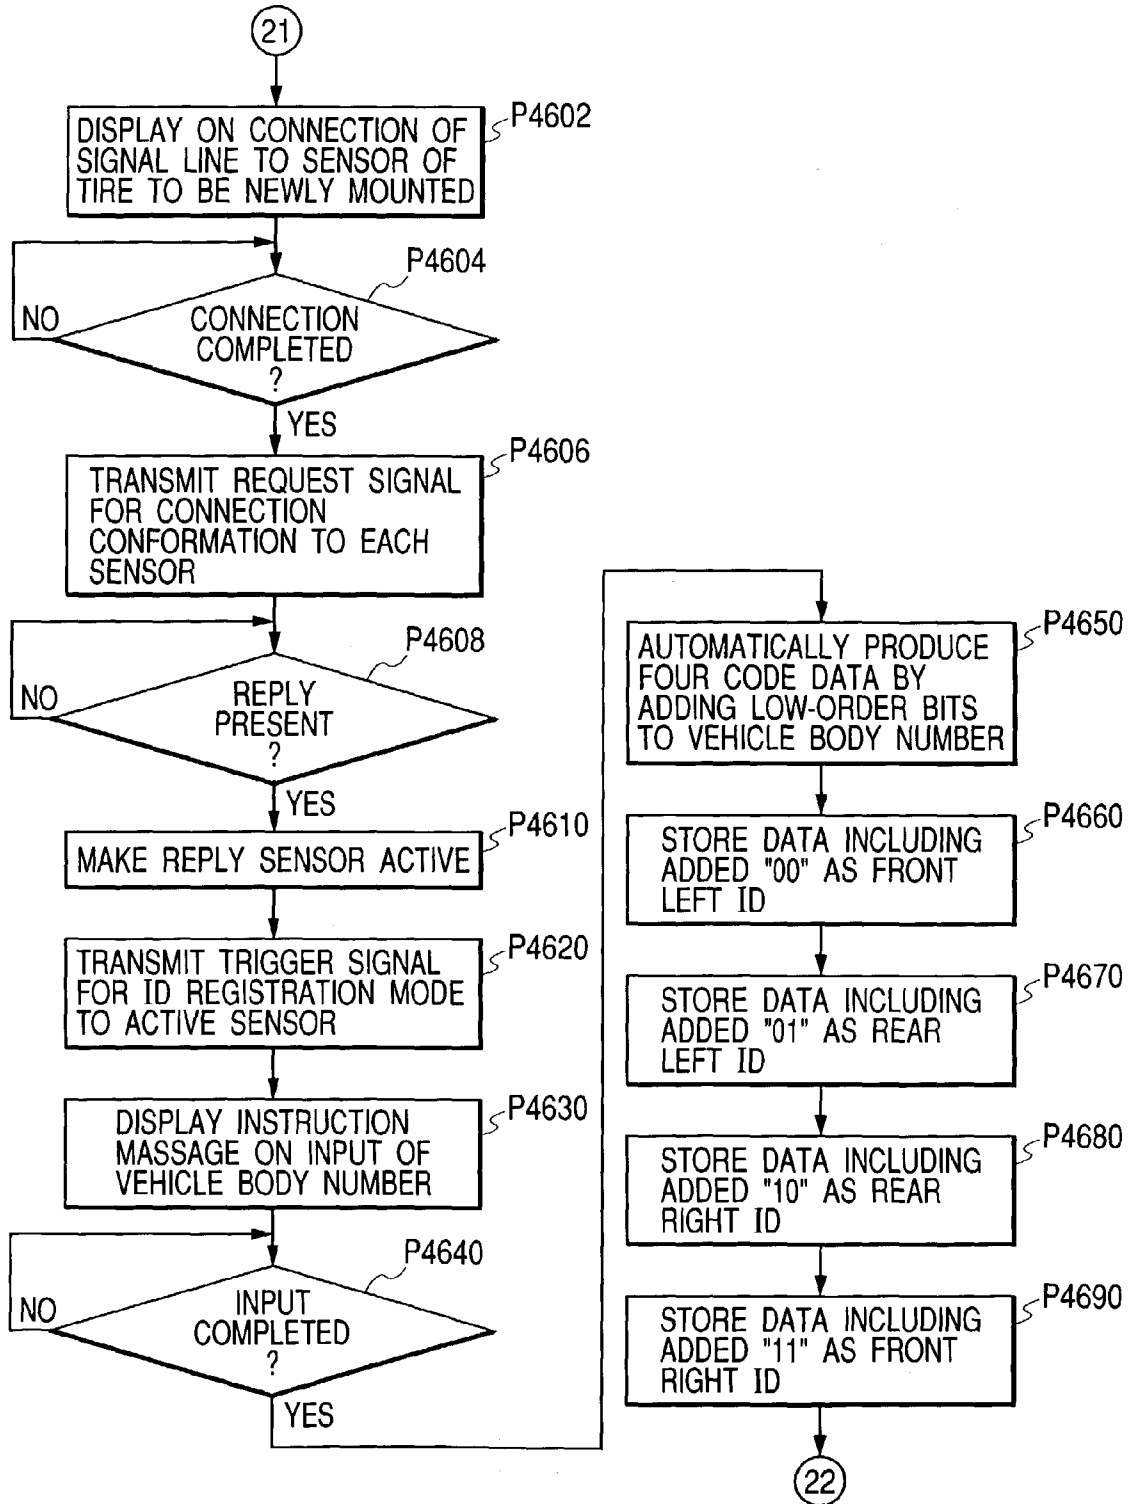 21
DISPLAY ON CONNECTION OF
SIGNAL LINE TO SENSOR OF
TIRE TO BE NEWLY MOUNTED
P4602
P4604
CONNECTION
COMPLETED
?
NO
YES
TRANSMIT REQUEST SIGNAL
FOR CONNECTION
CONFORMATION TO EACH
SENSOR
P4606
P4608
REPLY
PRESENT
?
NO
YES
MAKE REPLY SENSOR ACTIVE
P4610
TRANSMIT TRIGGER SIGNAL
FOR ID REGISTRATION MODE
TO ACTIVE SENSOR
P4620
DISPLAY INSTRUCTION
MASSAGE ON INPUT OF
VEHICLE BODY NUMBER
P4630
P4640
INPUT
COMPLETED
?
NO
YES
AUTOMATICALLY PRODUCE
FOUR CODE DATA BY
ADDING LOW-ORDER BITS
TO VEHICLE BODY NUMBER
P4650
STORE DATA INCLUDING
ADDED "00" AS FRONT
LEFT ID
P4660
STORE DATA INCLUDING
ADDED "01" AS REAR
LEFT ID
P4670
STORE DATA INCLUDING
ADDED "10" AS REAR
RIGHT ID
P4680
STORE DATA INCLUDING
ADDED "11" AS FRONT
RIGHT ID
P4690
22